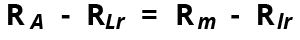 R A - R Lr = R m - R lr